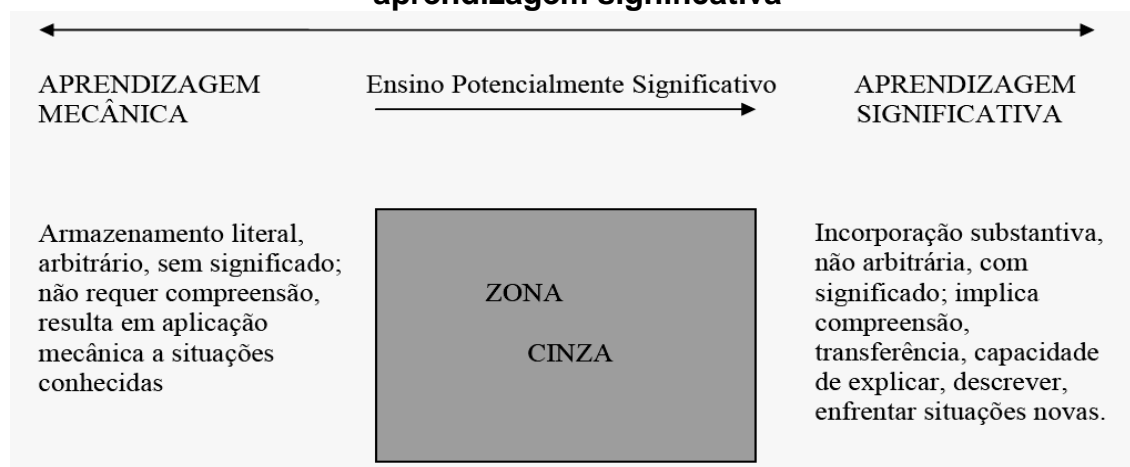 aprendizagem significativa
APRENDIZAGEM
MECÂNICA
Ensino Potencialmente Significativo
APRENDIZAGEM
SIGNIFICATIVA
Armazenamento literal,
arbitrário, sem significado;
não requer compreensão,
resulta em aplicação
mecânica a situações
conhecidas
ZONA
CINZA
Incorporação substantiva,
não arbitrária, com
significado; implica
compreensão,
transferência, capacidade
de explicar, descrever,
enfrentar situações novas.